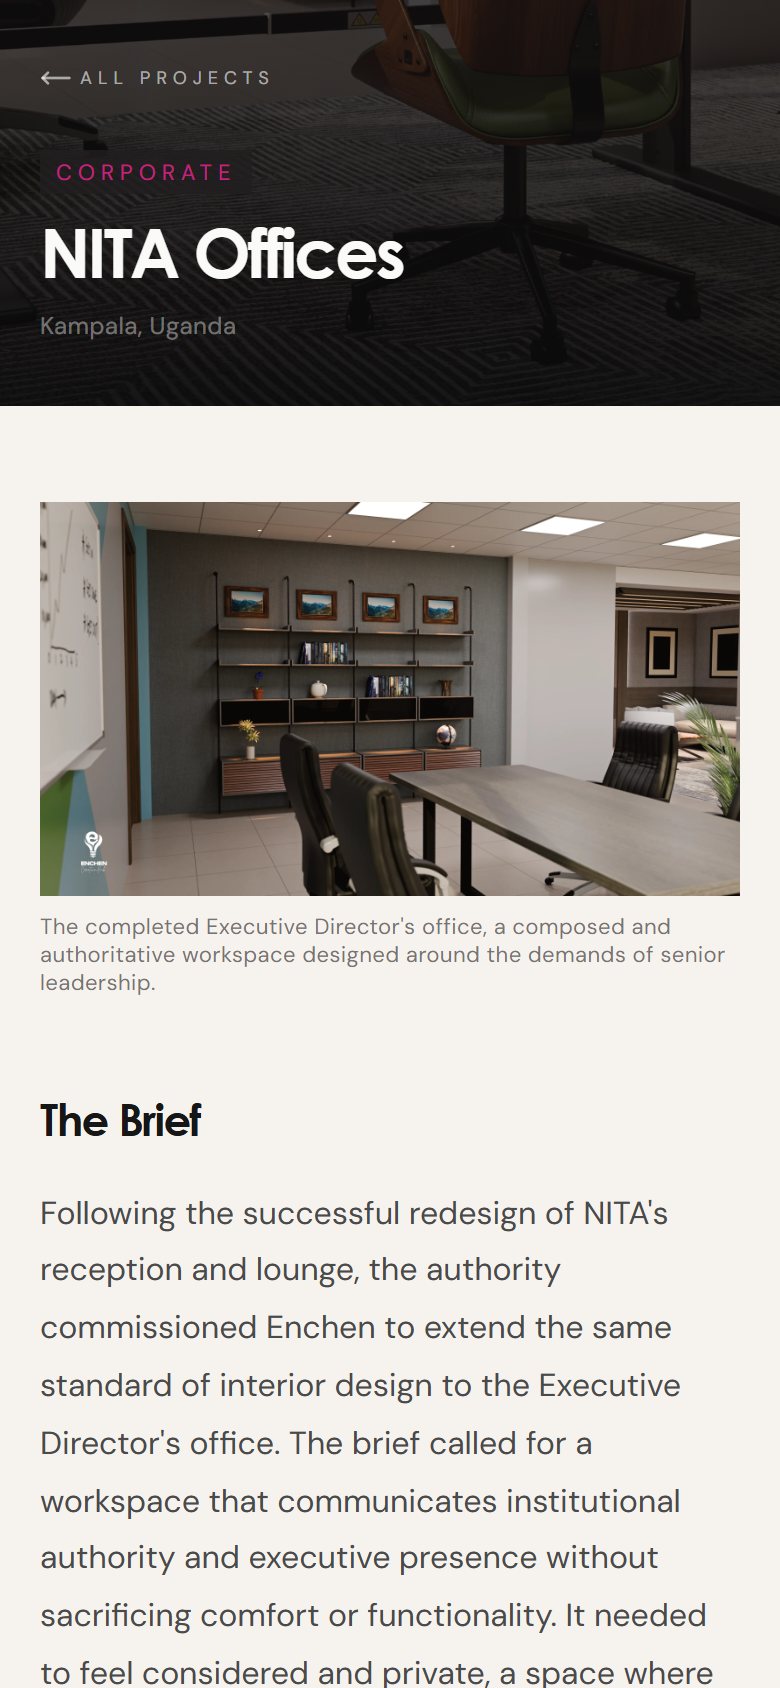 ALL PROJECTS
CORPORATE
NITA Offices
Kampala, Uganda
ENCHEN
The completed Executive Director's office, a composed and
authoritative workspace designed around the demands of senior
leadership.
The Brief
Following the successful redesign of NITA's
reception and lounge, the authority
commissioned Enchen to extend the same
standard of interior design to the Executive
Director's office. The brief called for a
workspace that communicates institutional
authority and executive presence without
sacrificing comfort or functionality. It needed
to feel considered and private, a space where